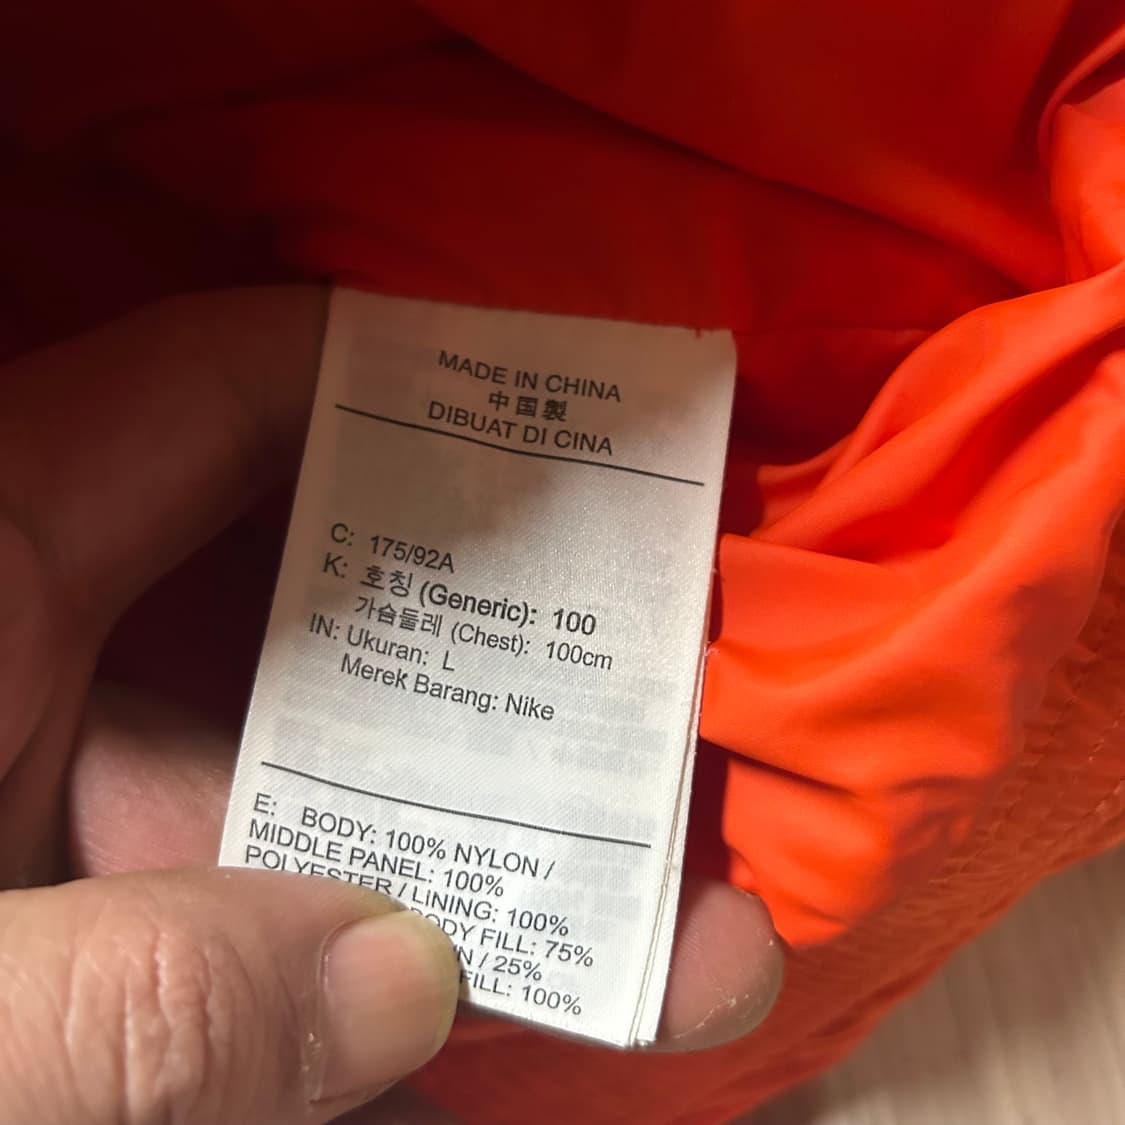 MADE IN CHINA
中国製
DIBUAT DI CINA
C: 175/92A
K: 호칭 (Generic): 100
가슴둘레 (Chest): 100cm
IN: Ukuran: L
Merek Barang: Nike
E: BODY: 100% NYLON /
MIDDLE PANEL: 100%
POLYESTER / LINING: 100%
BODY FILL: 75%
/ 25%
FILL: 100%